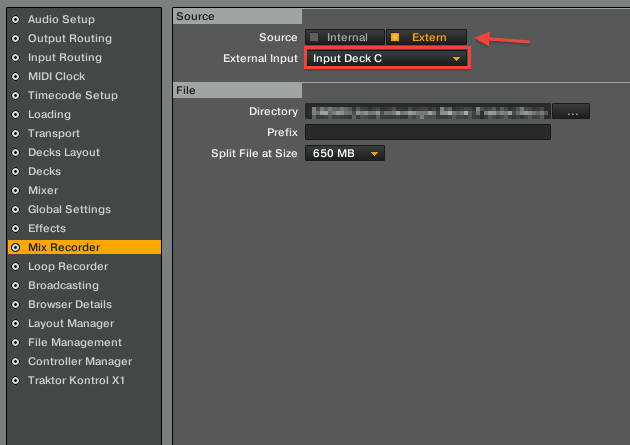 Audio Setup
Output Routing
Input Routing
MIDI Clock
Timecode Setup
Loading
Transport
Decks Layout
Decks
Mixer
Global Settings
Effects
Mix Recorder
Loop Recorder
Broadcasting
Browser Details
Layout Manager
File Management
Controller Manager
Traktor Kontrol X1
Source
Source Internal Extern
External Input Input Deck C
File
Directory ...
Prefix
Split File at Size 650 MB